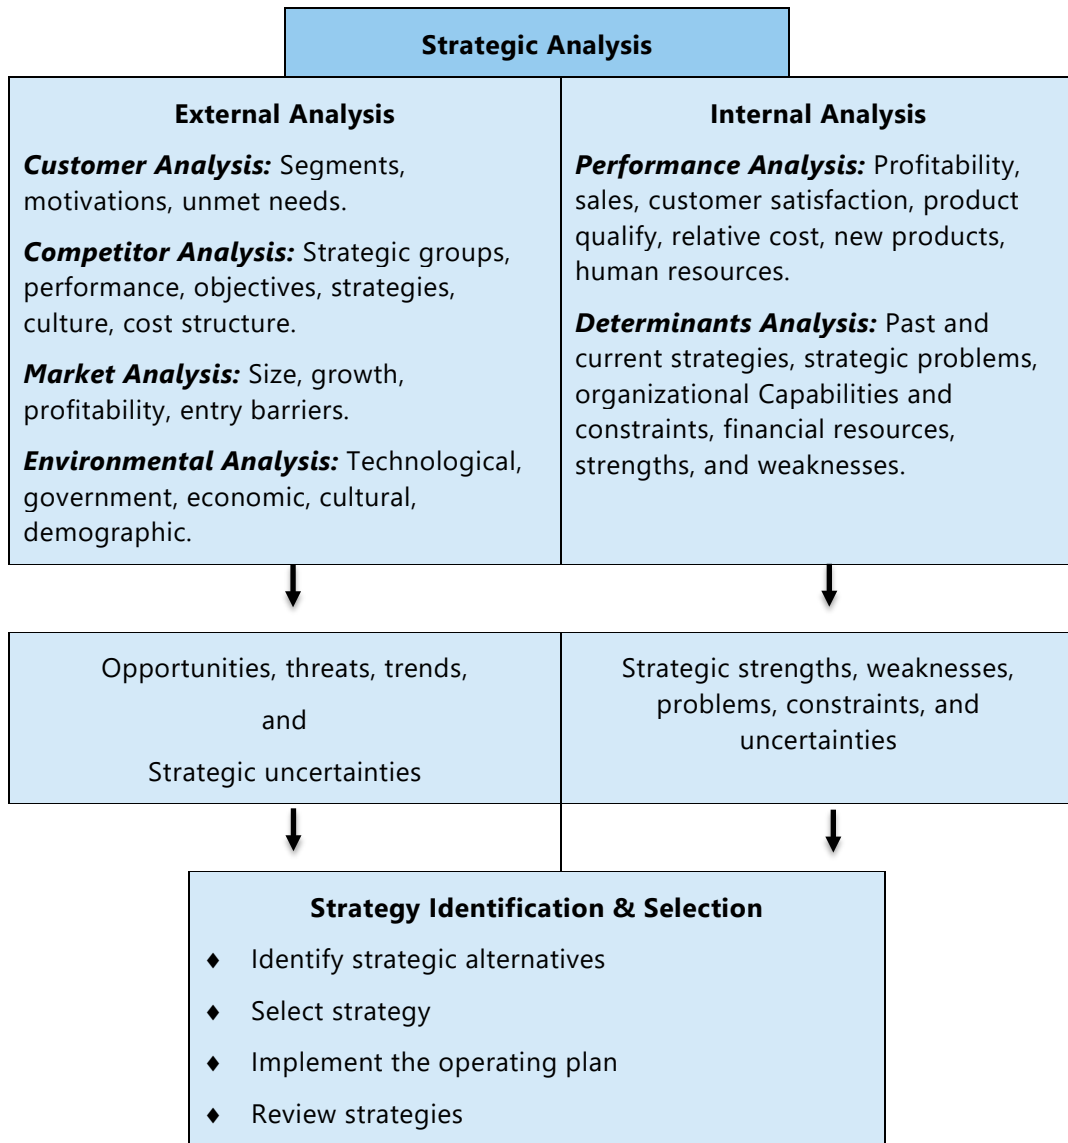 Strategic Analysis
External Analysis
Customer Analysis: Segments,
motivations, unmet needs.
Competitor Analysis: Strategic groups,
performance, objectives, strategies,
culture, cost structure.
Market Analysis: Size, growth,
profitability, entry barriers.
Environmental Analysis: Technological,
government, economic, cultural,
demographic.
Internal Analysis
Performance Analysis: Profitability,
sales, customer satisfaction, product
qualify, relative cost, new products,
human resources.
Determinants Analysis: Past and
current strategies, strategic problems,
organizational Capabilities and
constraints, financial resources,
strengths, and weaknesses.
Opportunities, threats, trends,
and
Strategic uncertainties
Strategic strengths, weaknesses,
problems, constraints, and
uncertainties
Strategy Identification & Selection
♦ Identify strategic alternatives
♦ Select strategy
♦ Implement the operating plan
♦ Review strategies